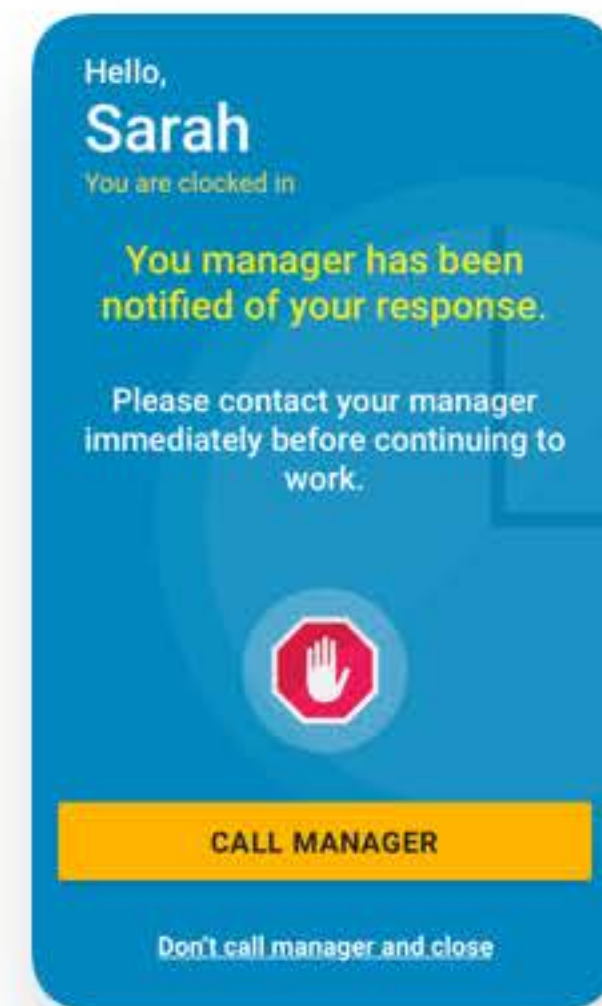 Hello,
Sarah
You are clocked in
You manager has been
notified of your response.
Please contact your manager
immediately before continuing to
work.
CALL MANAGER
Don't call manager and close